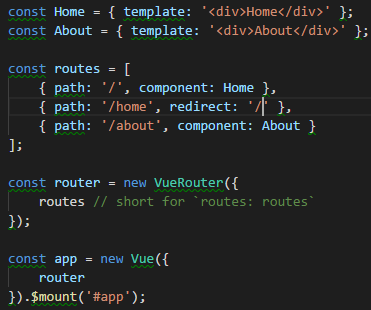 const Home = { template: '<div>Home</div>' };
const About = { template: '<div>About</div>' };
const routes = [
{ path: '/', component: Home },
{ path: '/home', redirect: '/' },
{ path: '/about', component: About }
];
const router = new VueRouter({
routes // short for `routes: routes`
});
const app = new Vue({
router
}).$mount('#app');